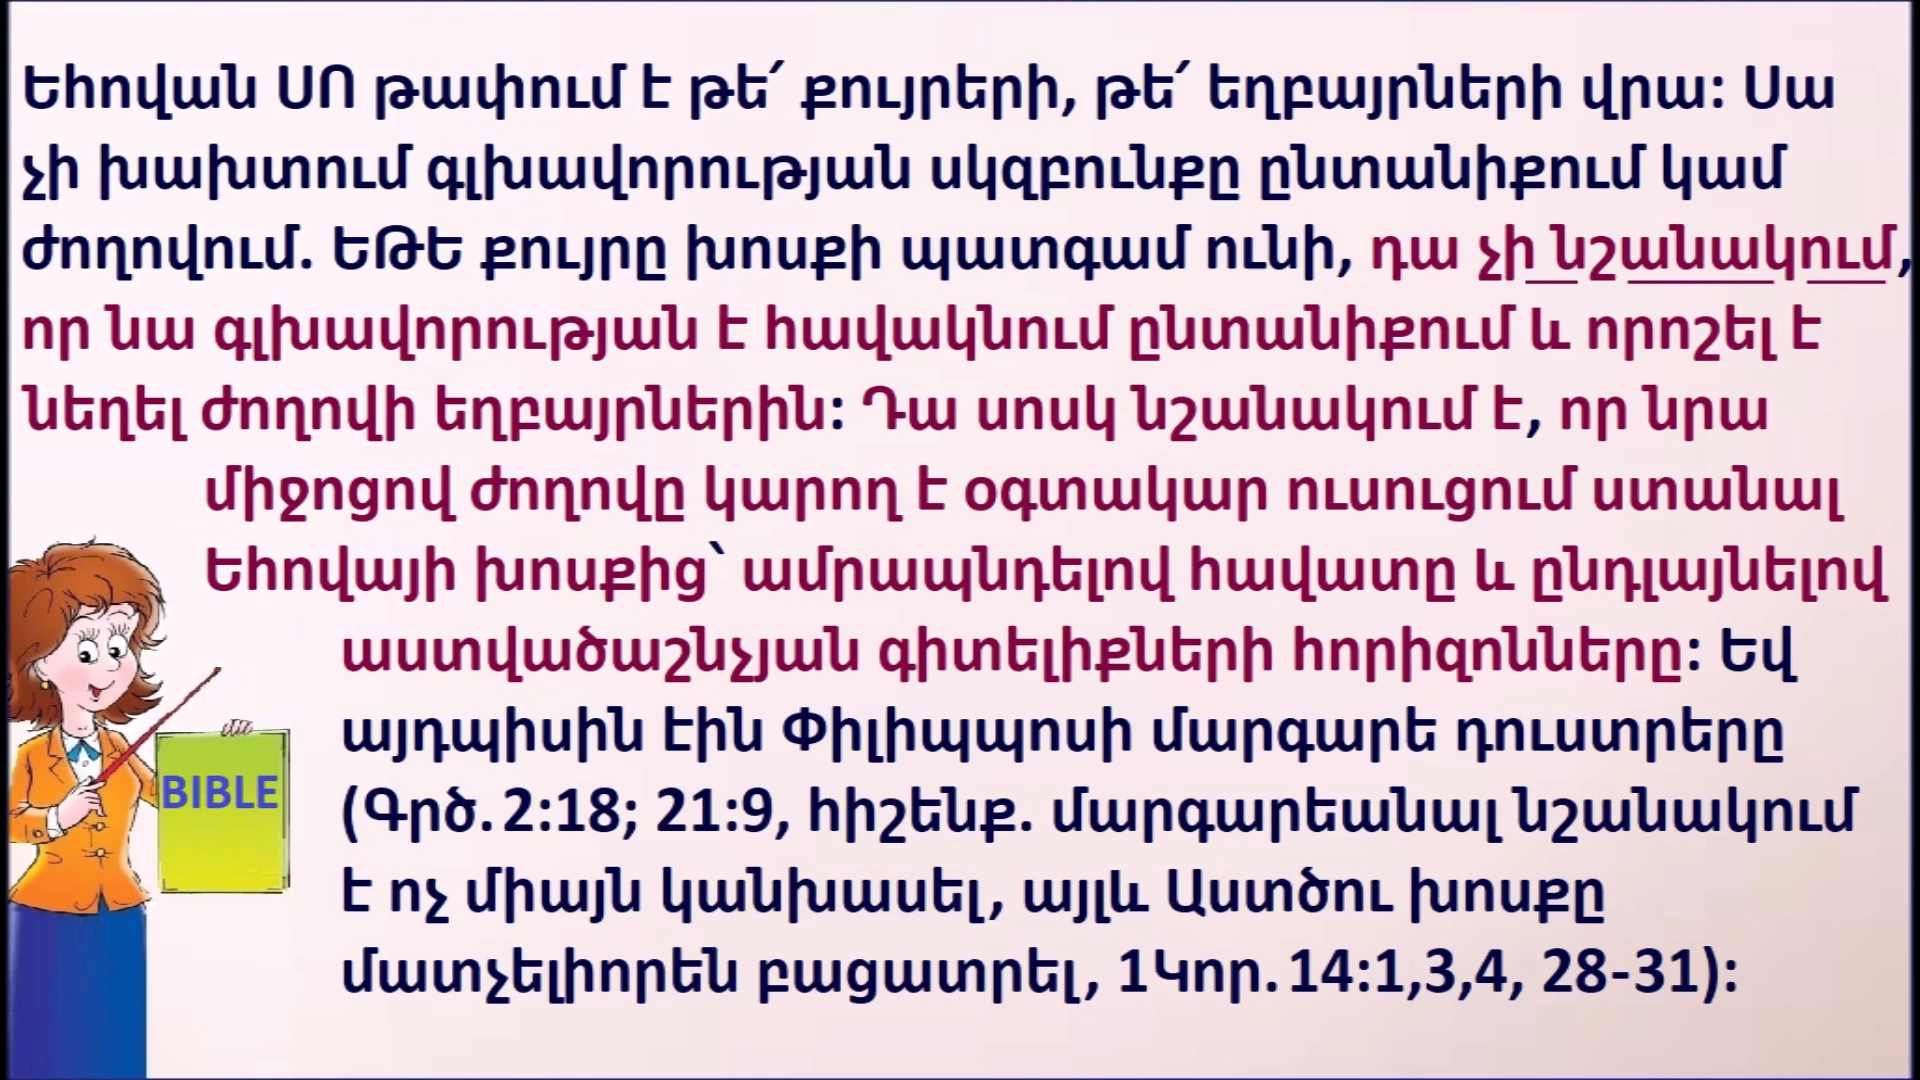 Եհովան ՍՈ թափում է թե՛ քույրերի, թե՛ եղբայրների վրա: Սա
չի խախտում գլխավորության սկզբունքը ընտանիքում կամ
ժողովում. ԵԹԵ քույրը խոսքի պատգամ ունի, դա չի նշանակում,
որ նա գլխավորության է հավակնում ընտանիքում և որոշել է
նեղել ժողովի եղբայրներին: Դա սոսկ նշանակում է, որ նրա
միջոցով ժողովը կարող է օգտակար ուսուցում ստանալ
Եհովայի խոսքից՝ ամրապնդելով հավատը և ընդլայնելով
աստվածաշնչյան գիտելիքների հորիզոնները: Եվ
այդպիսին էին Փիլիպպոսի մարգարե դուստրերը
(Գրծ. 2:18; 21:9, հիշենք. մարգարեանալ նշանակում
է ոչ միայն կանխասել, այլև Աստծու խոսքը
մատչելիորեն բացատրել, 1Կոր. 14:1,3,4, 28-31):
BIBLE